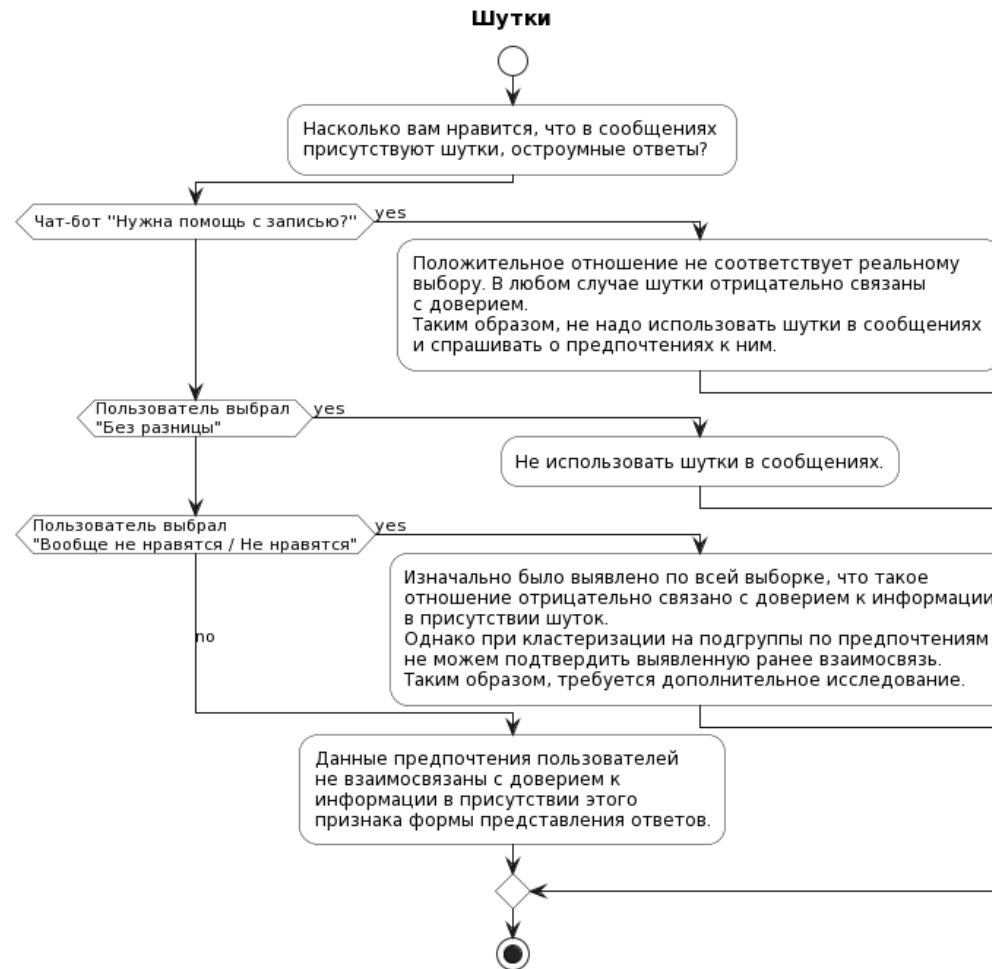 Шутки
Насколько вам нравится, что в сообщениях
присутствуют шутки, остроумные ответы?
Чат-бот ''Нужна помощь с записью?''
yes
Положительное отношение не соответствует реальному
выбору. В любом случае шутки отрицательно связаны
с доверием.
Таким образом, не надо использовать шутки в сообщениях
и спрашивать о предпочтениях к ним.
Пользователь выбрал
"Без разницы"
yes
Не использовать шутки в сообщениях.
Пользователь выбрал
"Вообще не нравятся / Не нравятся"
yes
Изначально было выявлено по всей выборке, что такое
отношение отрицательно связано с доверием к информации
в присутствии шуток.
Однако при кластеризации на подгруппы по предпочтениям
не можем подтвердить выявленную ранее взаимосвязь.
Таким образом, требуется дополнительное исследование.
no
Данные предпочтения пользователей
не взаимосвязаны с доверием к
информации в присутствии этого
признака формы представления ответов.